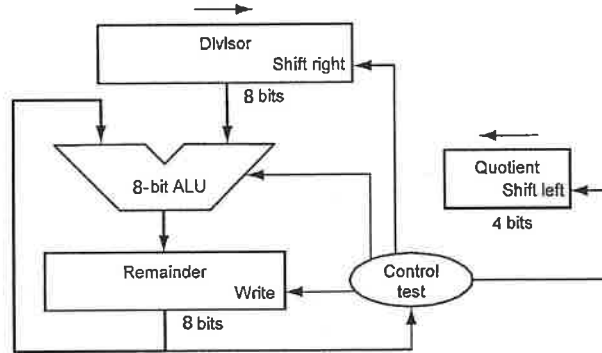 Divisor
Shift right
8 bits
8-bit ALU
Quotient
Shift left
4 bits
Remainder
Write
8 bits
Control
test